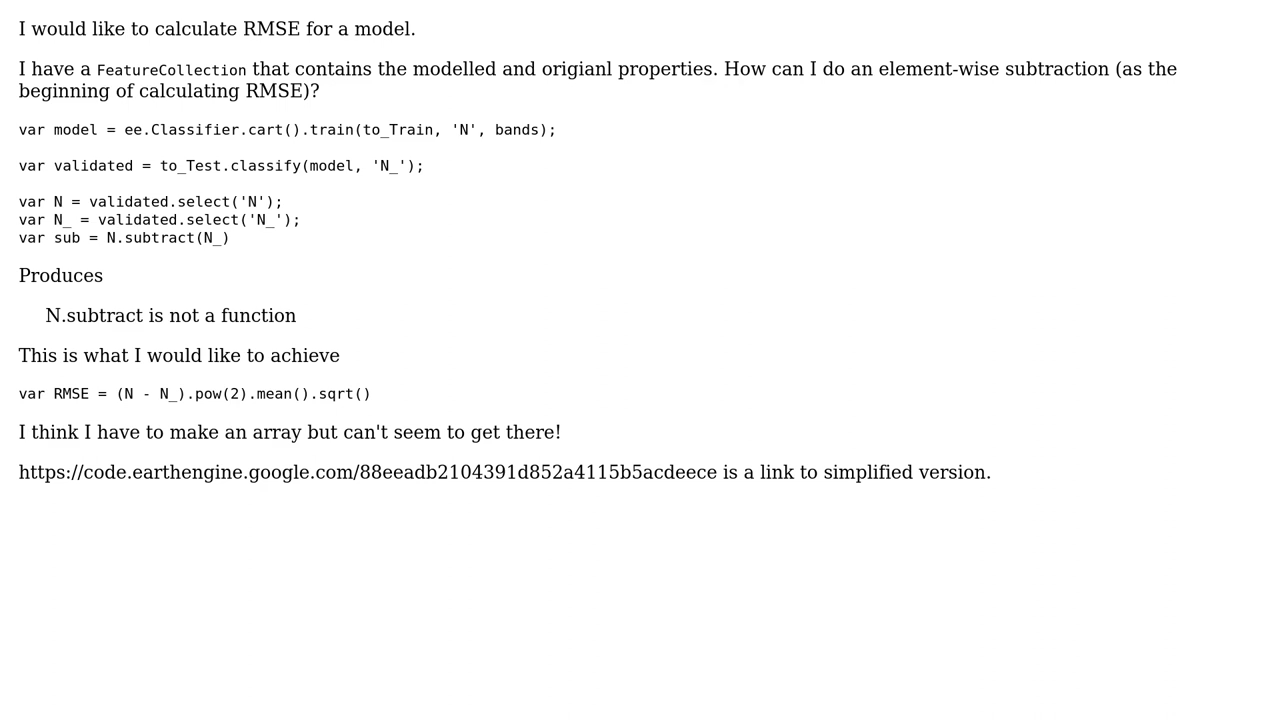 I would like to calculate RMSE for a model.
I have a FeatureCollection that contains the modelled and origianl properties. How can I do an element-wise subtraction (as the
beginning of calculating RMSE)?
var model = ee.Classifier.cart().train(to_Train, 'N', bands);
var validated = to_Test.classify(model, 'N_');
var N = validated.select('N');
var N_ = validated.select('N_');
var sub = N.subtract(N_)
Produces
N.subtract is not a function
This is what I would like to achieve
var RMSE = (N - N_).pow(2).mean().sqrt()
I think I have to make an array but can't seem to get there!
https://code.earthengine.google.com/88eeadb2104391d852a4115b5acdeece is a link to simplified version.